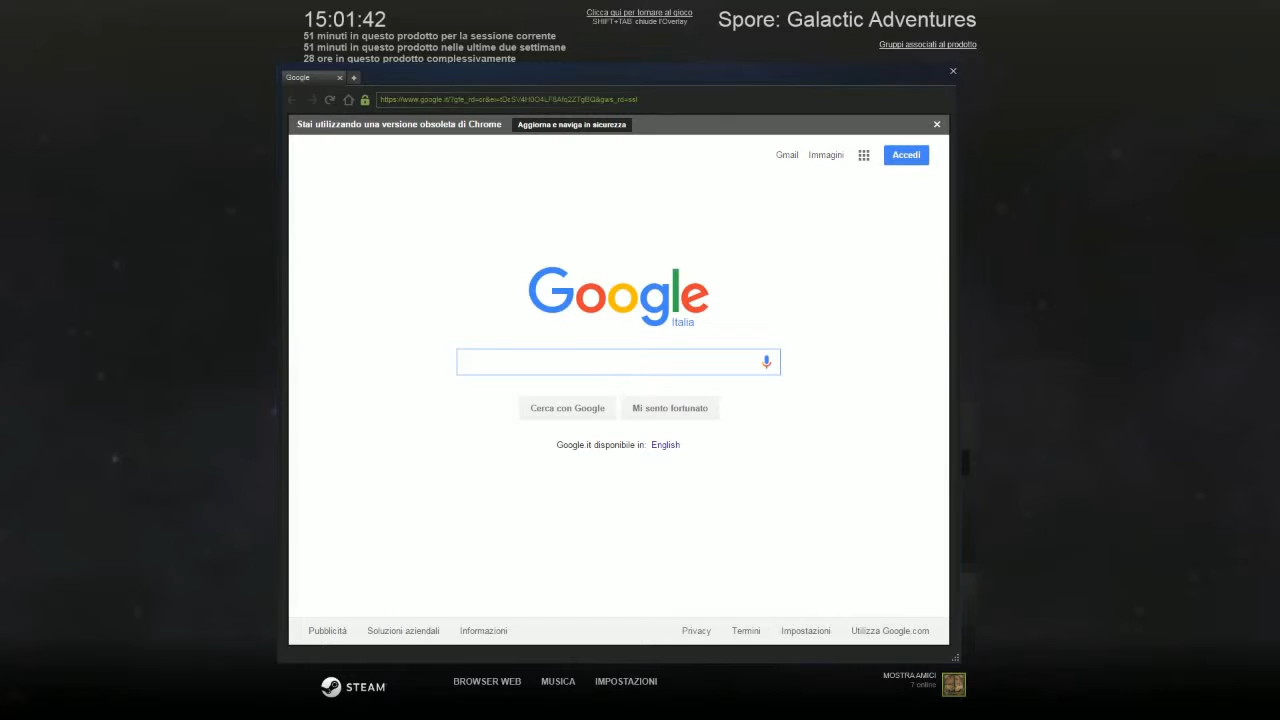 15:01:42
51 minuti in questo prodotto per la sessione corrente
51 minuti in questo prodotto nelle ultime due settimane
28 ore in questo prodotto complessivamente
Clicca qui per tornare al gioco
SHIFT+TAB chiude l'Overlay
Spore: Galactic Adventures
Gruppi associati al prodotto
Google
Stai utilizzando una versione obsoleta di Chrome
Aggiorna e naviga in sicurezza
Gmail Immagini Accedi
Google
Italia
Cerca con Google Mi sento fortunato
Google.it disponibile in: English
Pubblicità Soluzioni aziendali Informazioni Privacy Termini Impostazioni Utilizza Google.com
STEAM BROWSER WEB MUSICA IMPOSTAZIONI
MOSTRA AMICI
7 online